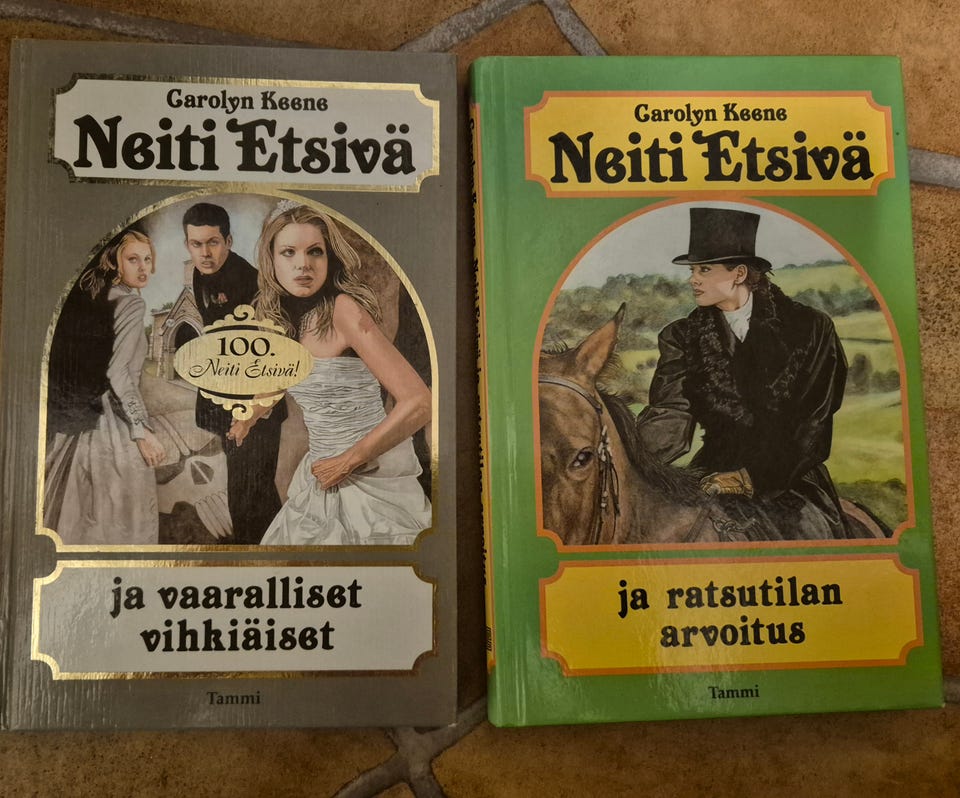 Carolyn Keene
Neiti Etsivä
100.
Neiti Etsivä!
ja vaaralliset
vihkiäiset
Tammi
Carolyn Keene
Neiti Etsivä
ja ratsutilan
arvoitus
Tammi